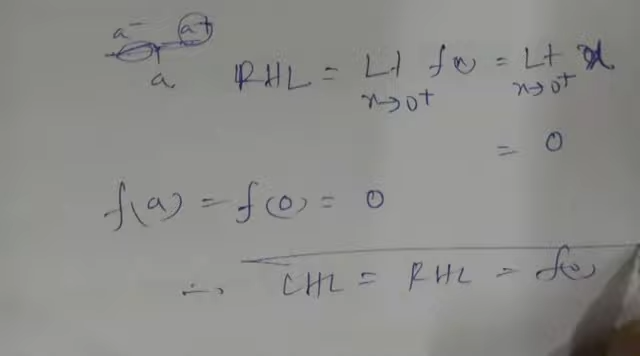 a⁻ a⁺
a
RHL = Lt f(x) = Lt x
x→0⁺ x→0⁺
= 0
f(a) = f(0) = 0
∴ LHL = RHL = f(0)